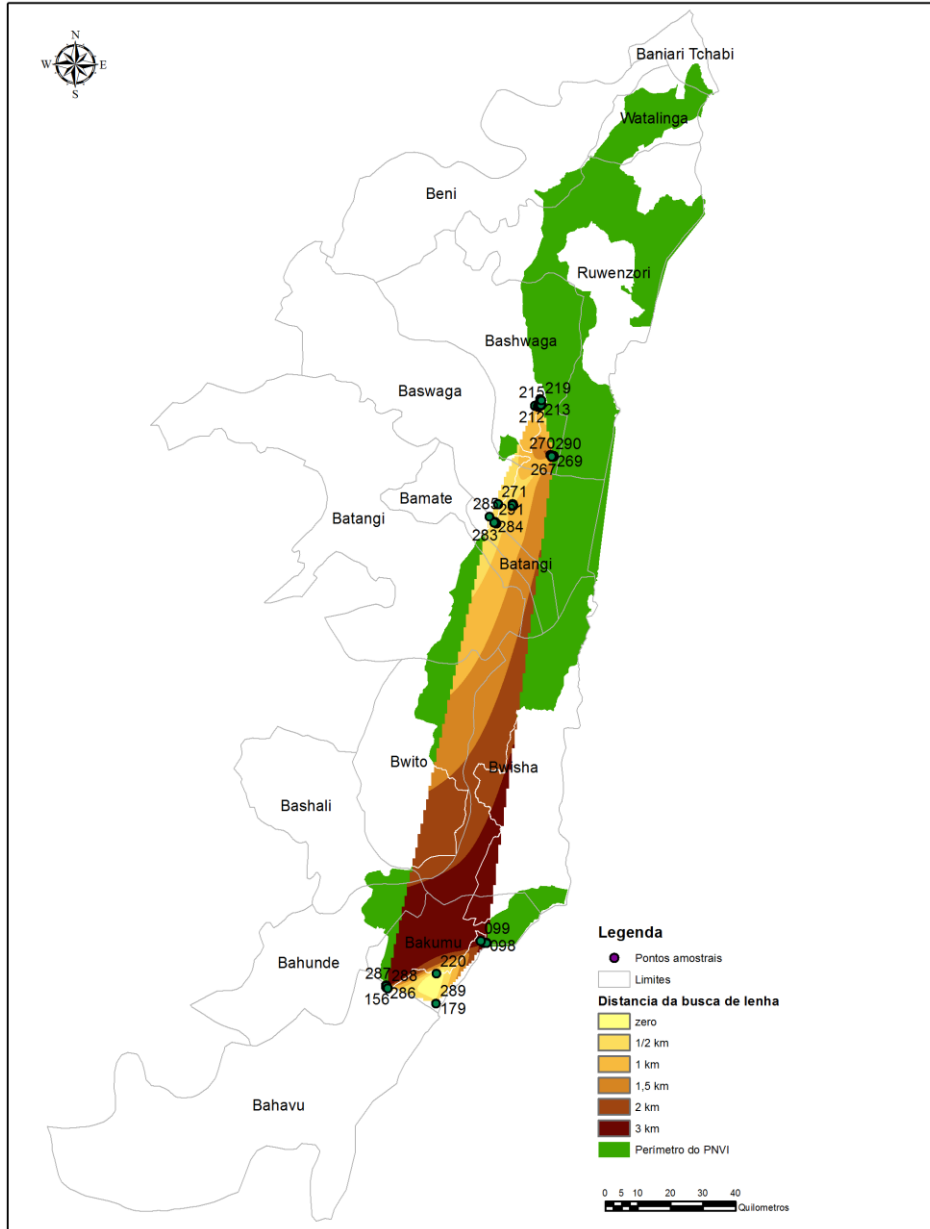 N
W E
S
Baniari Tchabi
Watalinga
Beni
Ruwenzori
Bashwaga
Baswaga
215 219
212 213
270 290
267 269
Bamate
271
285
291
284
283
Batangi
Batangi
Bwito
Bwisha
Bashali
099
098
Bakumu
220
Bahunde
287 288
286
156
289
179
Bahavu
Legenda
Pontos amostrais
Limites
Distancia da busca de lenha
zero
1/2 km
1 km
1,5 km
2 km
3 km
Perímetro do PNVI
0 5 10 20 30 40
Quilometros